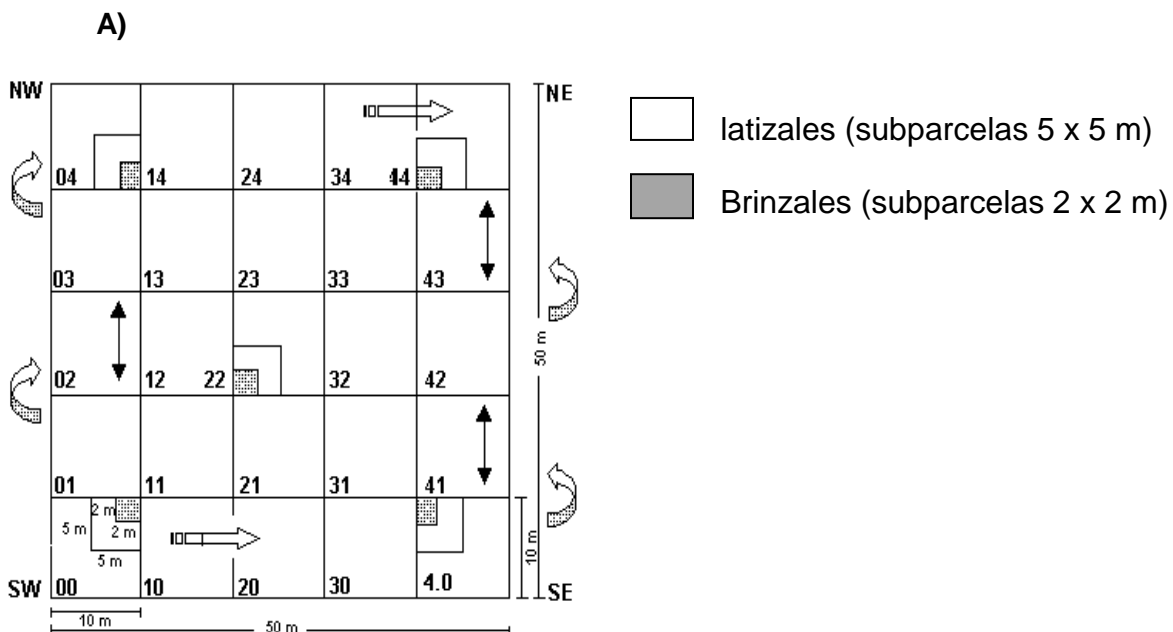 A)
NW
NE
04 14 24 34 44
03 13 23 33 43
02 12 22 32 42
01 11 21 31 41
2 m
5 m
2 m
5 m
10 m
50 m
SW
00 10 20 30 4.0
SE
10 m
50 m
latizales (subparcelas 5 x 5 m)
Brinzales (subparcelas 2 x 2 m)